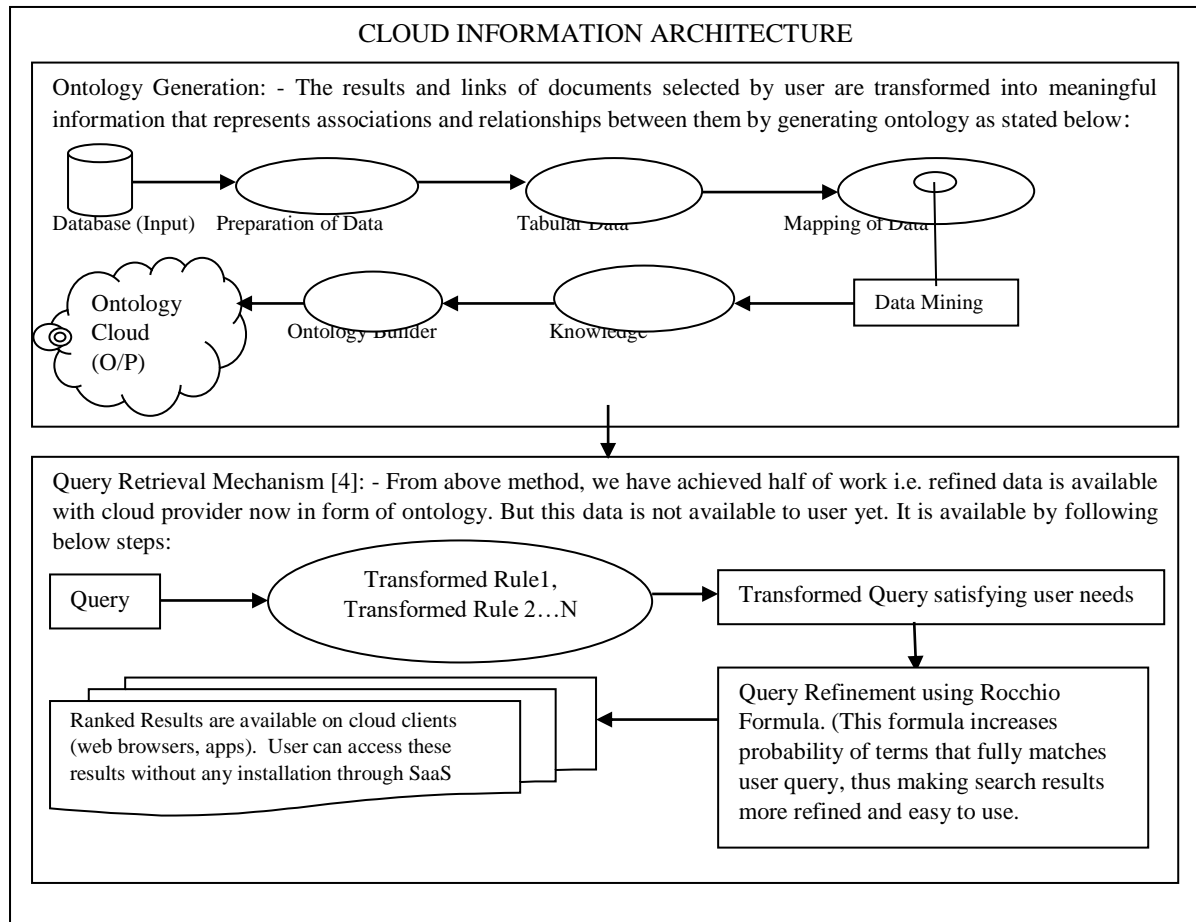 CLOUD INFORMATION ARCHITECTURE
Ontology Generation: - The results and links of documents selected by user are transformed into meaningful
information that represents associations and relationships between them by generating ontology as stated below:
Database (Input)
Preparation of Data
Tabular Data
Mapping of Data
Ontology
Cloud
(O/P)
Ontology Builder
Knowledge
Data Mining
Query Retrieval Mechanism [4]: - From above method, we have achieved half of work i.e. refined data is available
with cloud provider now in form of ontology. But this data is not available to user yet. It is available by following
below steps:
Query
Transformed Rule1,
Transformed Rule 2…N
Transformed Query satisfying user needs
Query Refinement using Rocchio
Formula. (This formula increases
probability of terms that fully matches
user query, thus making search results
more refined and easy to use.
Ranked Results are available on cloud clients
(web browsers, apps).  User can access these
results without any installation through SaaS